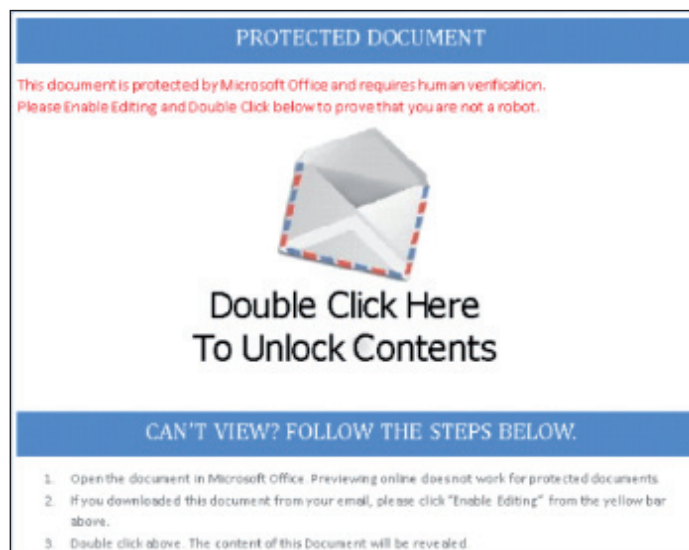 PROTECTED DOCUMENT
This document is protected by Microsoft Office and requires human verification.
Please Enable Editing and Double Click below to prove that you are not a robot.
Double Click Here
To Unlock Contents
CAN'T VIEW? FOLLOW THE STEPS BELOW.
1. Open the document in Microsoft Office. Previewing online does not work for protected documents.
2. If you downloaded this document from your email, please click "Enable Editing" from the yellow bar
above.
3. Double click above. The content of this Document will be revealed.